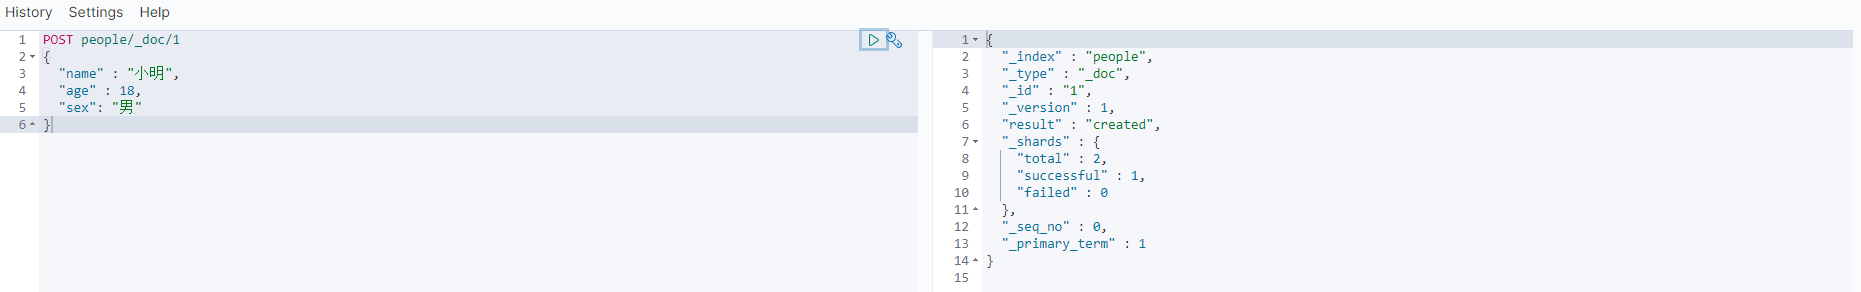 History Settings Help
1 POST people/_doc/1
2 {
3 "name" : "小明",
4 "age" : 18,
5 "sex": "男"
6 }
1 {
2 "_index" : "people",
3 "_type" : "_doc",
4 "_id" : "1",
5 "_version" : 1,
6 "result" : "created",
7 "_shards" : {
8 "total" : 2,
9 "successful" : 1,
10 "failed" : 0
11 },
12 "_seq_no" : 0,
13 "_primary_term" : 1
14 }
15